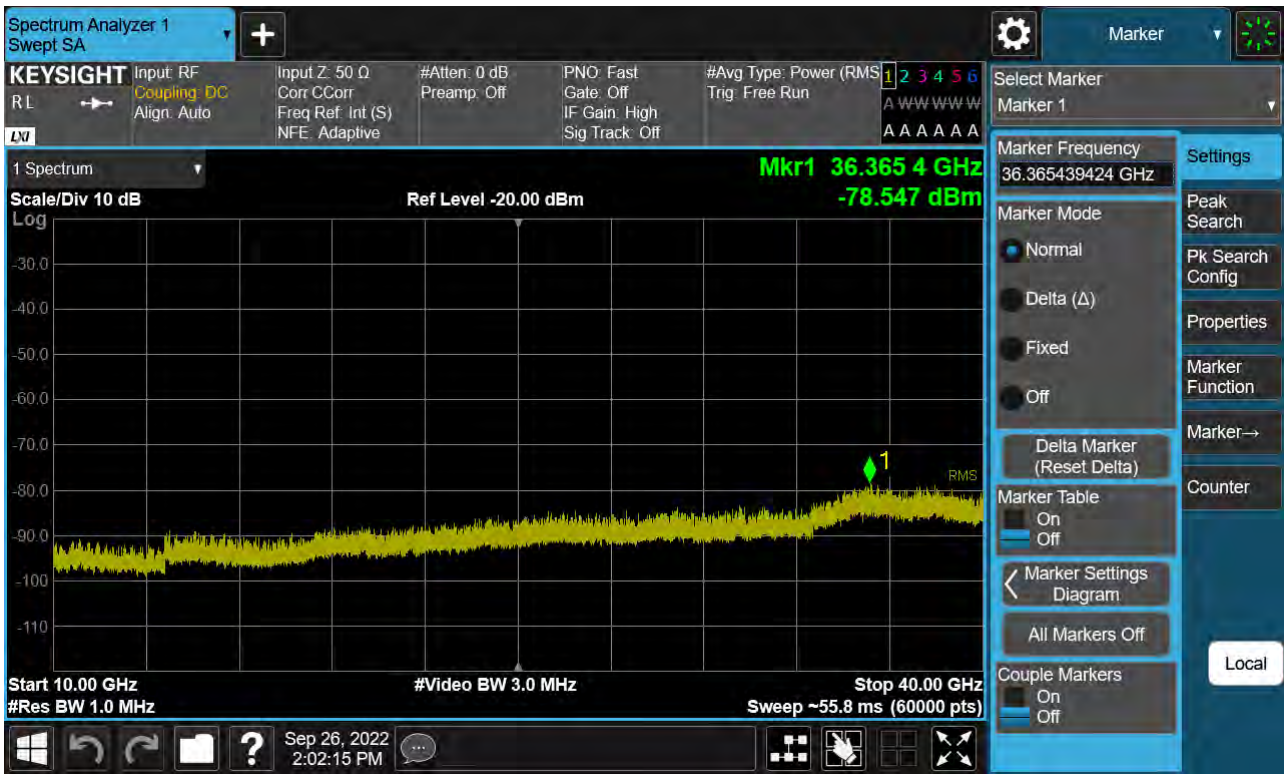 Spectrum Analyzer 1
Swept SA
+
Marker
KEYSIGHT
RL
LXI
Input: RF
Coupling: DC
Align: Auto
Input Z: 50 Ω
Corr CCorr
Freq Ref: Int (S)
NFE: Adaptive
#Atten: 0 dB
Preamp: Off
PNO: Fast
Gate: Off
IF Gain: High
Sig Track: Off
#Avg Type: Power (RMS
Trig: Free Run
1 2 3 4 5 6
A W W W W W
A A A A A A
Select Marker
Marker 1
1 Spectrum
Mkr1 36.365 4 GHz
-78.547 dBm
Scale/Div 10 dB
Ref Level -20.00 dBm
Log
-30.0
-40.0
-50.0
-60.0
-70.0
-80.0
-90.0
-100
-110
1
RMS
Start 10.00 GHz
#Video BW 3.0 MHz
Stop 40.00 GHz
#Res BW 1.0 MHz
Sweep ~55.8 ms (60000 pts)
Marker Frequency
36.365439424 GHz
Marker Mode
Normal
Delta (Δ)
Fixed
Off
Delta Marker
(Reset Delta)
Marker Table
On
Off
Marker Settings
Diagram
All Markers Off
Couple Markers
On
Off
Settings
Peak
Search
Pk Search
Config
Properties
Marker
Function
Marker→
Counter
Local
?
Sep 26, 2022
2:02:15 PM